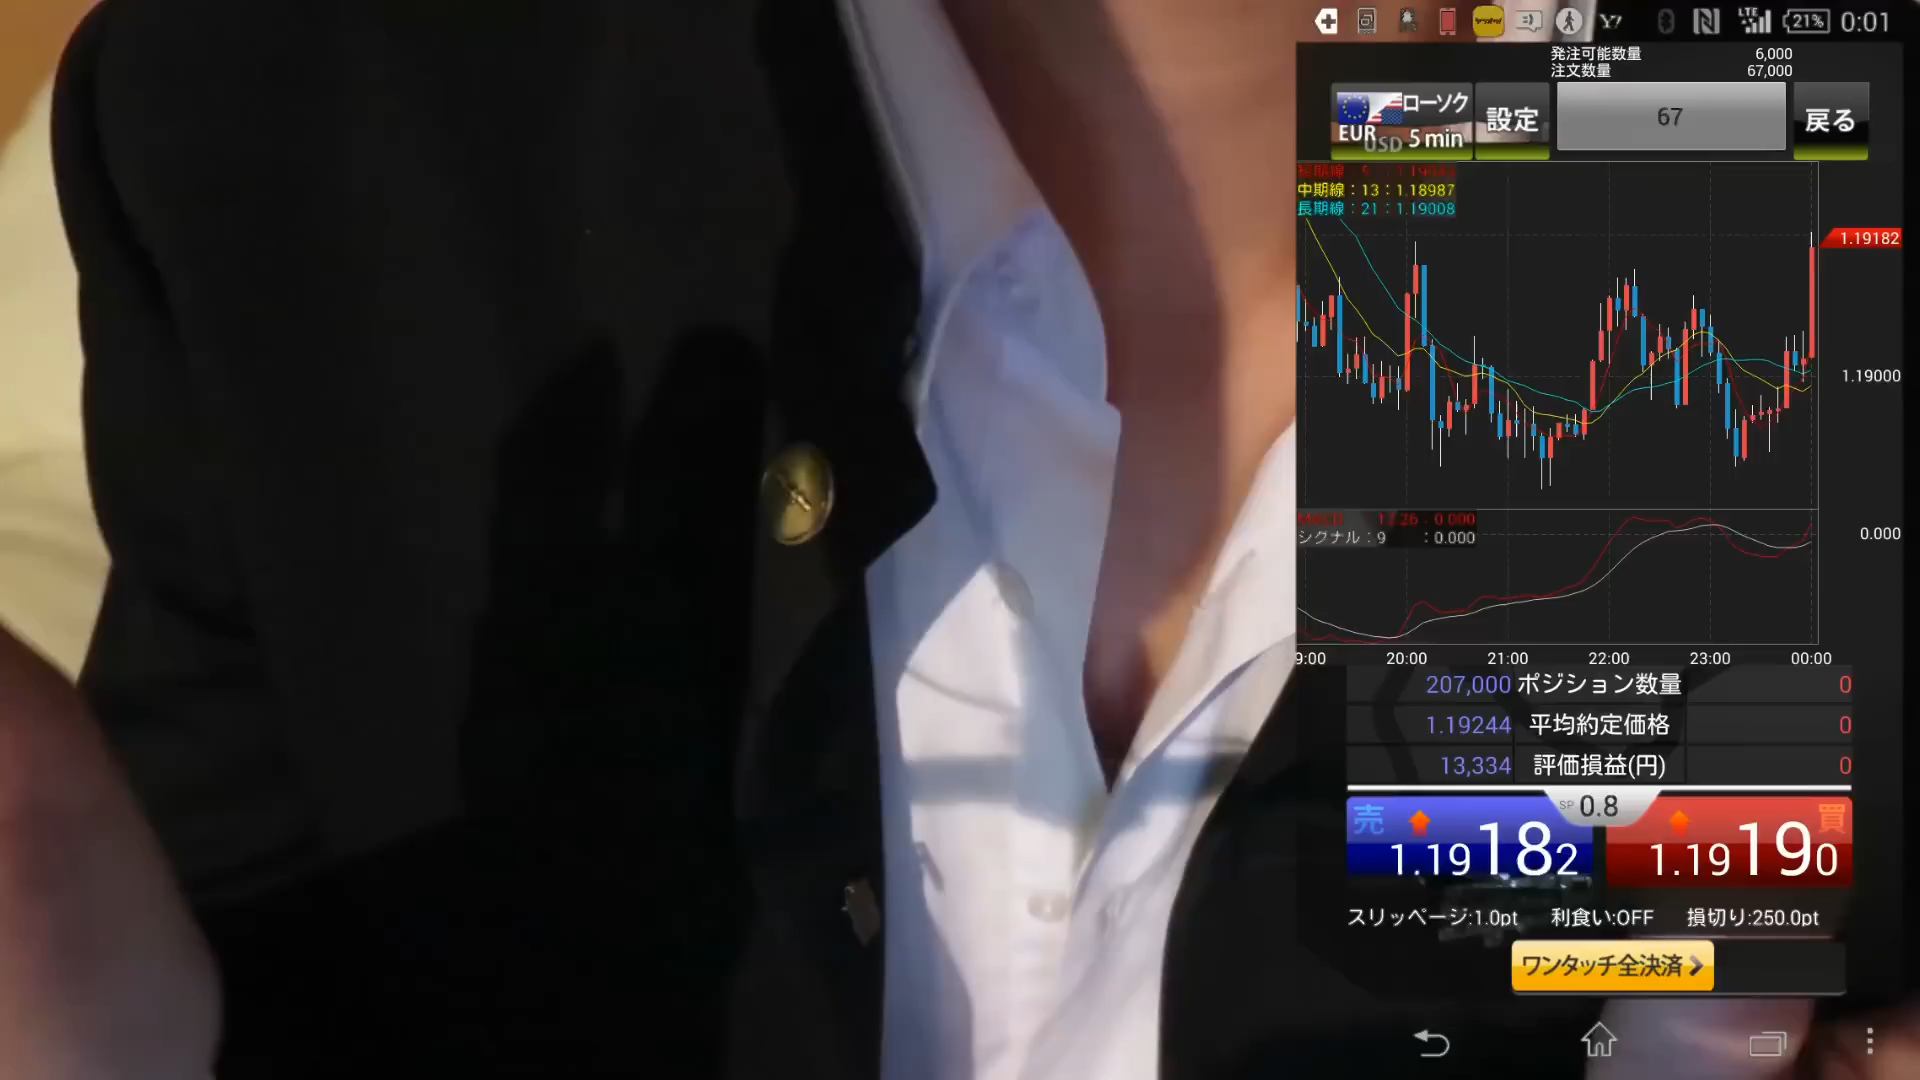 LTE
21% 0:01
発注可能数量 6,000
注文数量 67,000
EUR USD ローソク 5 min
設定
67
戻る
中期線:13:1.18987
長期線:21:1.19008
1.19182
1.19000
MACD 12,26:0.000
シグナル:9 :0.000
0.000
9:00 20:00 21:00 22:00 23:00 00:00
207,000 ポジション数量 0
1.19244 平均約定価格 0
13,334 評価損益(円) 0
売 SP 0.8 買
1.19182 1.19190
スリッページ:1.0pt 利食い:OFF 損切り:250.0pt
ワンタッチ全決済